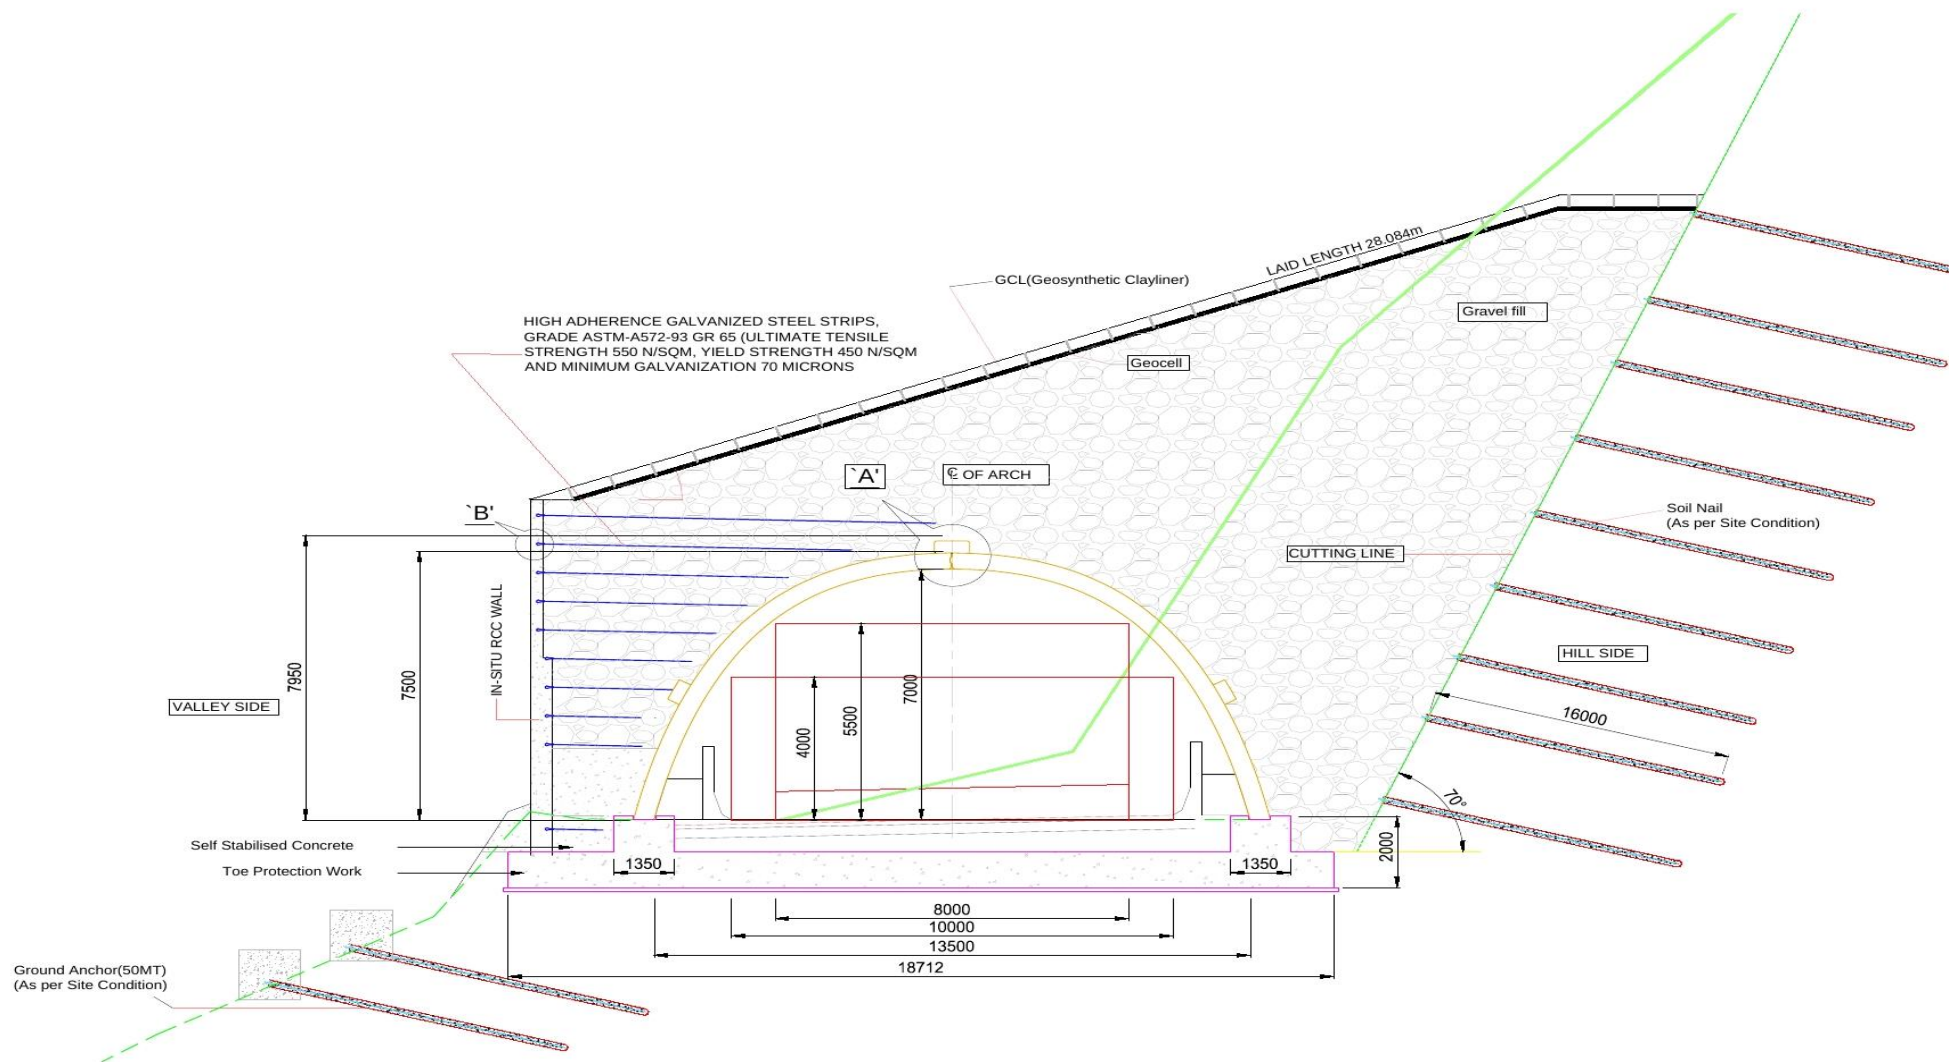 LAID LENGTH 28.084m
GCL(Geosynthetic Clayliner)
Gravel fill
HIGH ADHERENCE GALVANIZED STEEL STRIPS,
GRADE ASTM-A572-93 GR 65 (ULTIMATE TENSILE
STRENGTH 550 N/SQM, YIELD STRENGTH 450 N/SQM
AND MINIMUM GALVANIZATION 70 MICRONS
Geocell
`A'
℄ OF ARCH
`B'
Soil Nail
(As per Site Condition)
CUTTING LINE
IN-SITU RCC WALL
HILL SIDE
7950
7500
7000
5500
4000
VALLEY SIDE
16000
70°
2000
Self Stabilised Concrete
Toe Protection Work
1350
1350
8000
10000
13500
18712
Ground Anchor(50MT)
(As per Site Condition)